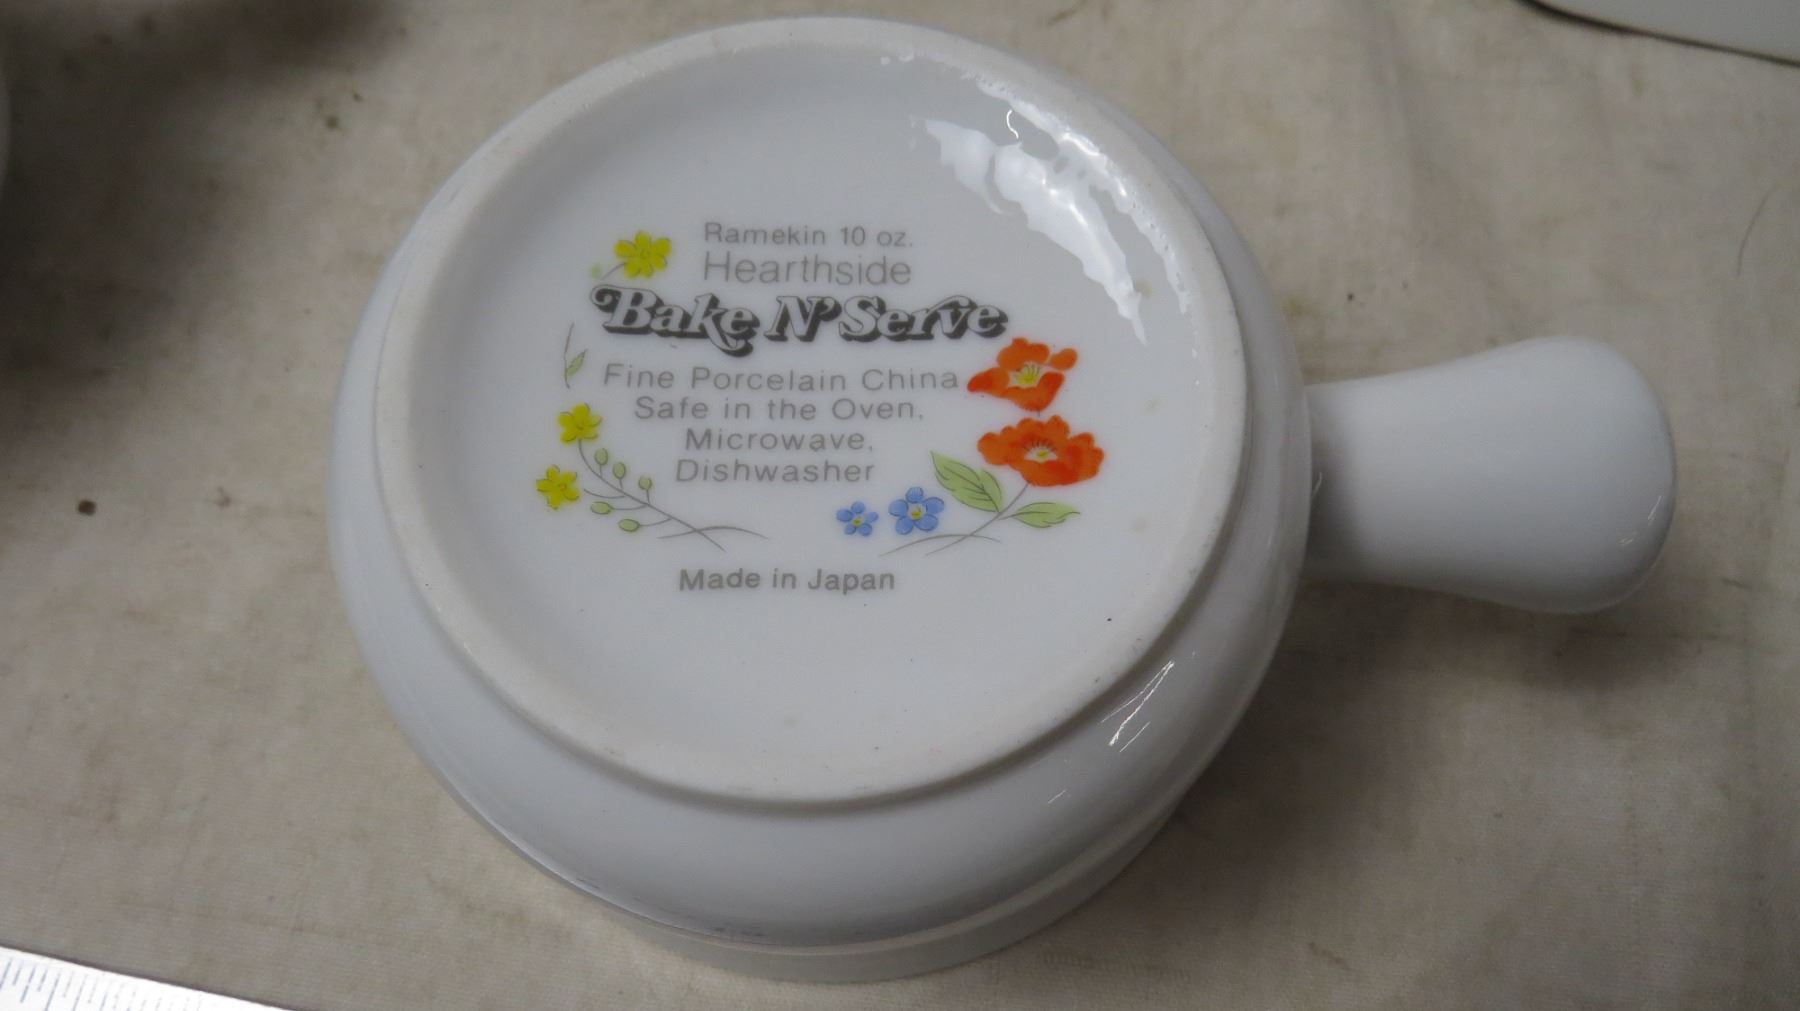 Ramekin 10 oz.
Hearthside
Bake N' Serve
Fine Porcelain China
Safe in the Oven,
Microwave,
Dishwasher
Made in Japan